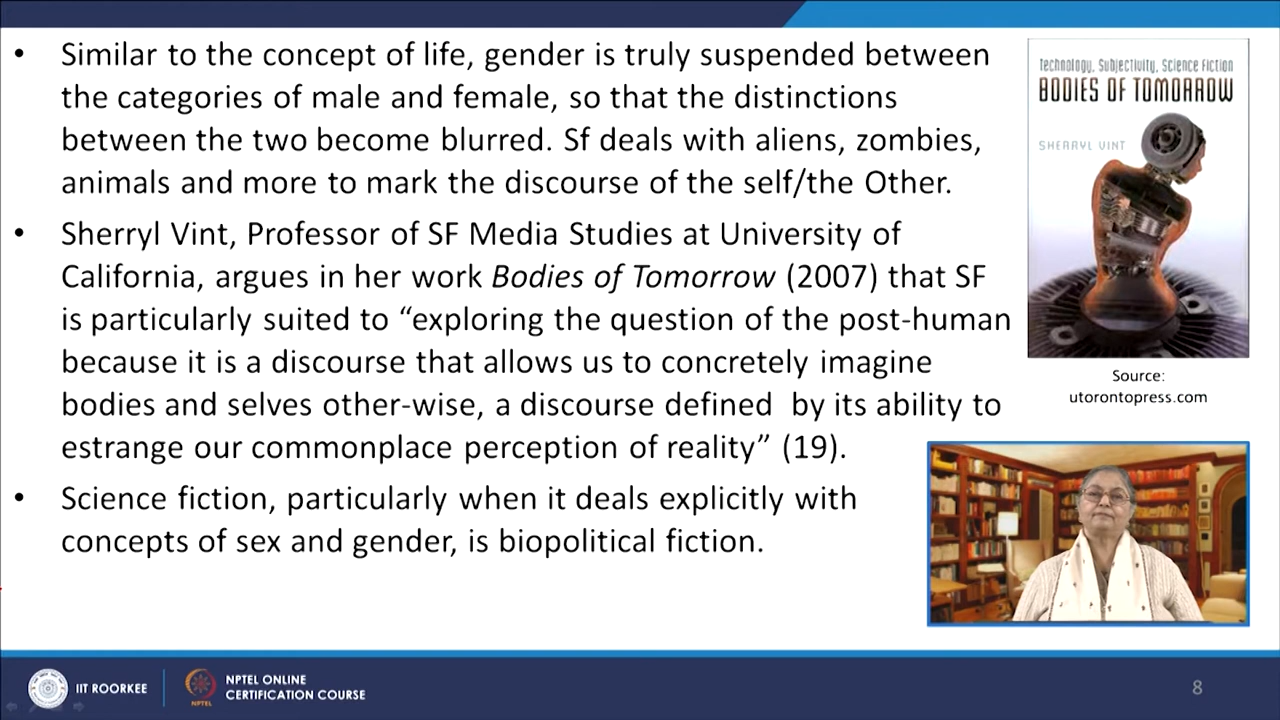 • Similar to the concept of life, gender is truly suspended between
the categories of male and female, so that the distinctions
between the two become blurred. Sf deals with aliens, zombies,
animals and more to mark the discourse of the self/the Other.
• Sherryl Vint, Professor of SF Media Studies at University of
California, argues in her work Bodies of Tomorrow (2007) that SF
is particularly suited to “exploring the question of the post-human
because it is a discourse that allows us to concretely imagine
bodies and selves other-wise, a discourse defined by its ability to
estrange our commonplace perception of reality” (19).
• Science fiction, particularly when it deals explicitly with
concepts of sex and gender, is biopolitical fiction.
Technology, Subjectivity, Science Fiction
BODIES OF TOMORROW
SHERRYL VINT
Source:
utorontopress.com
IIT ROORKEE
NPTEL
NPTEL ONLINE
CERTIFICATION COURSE
8